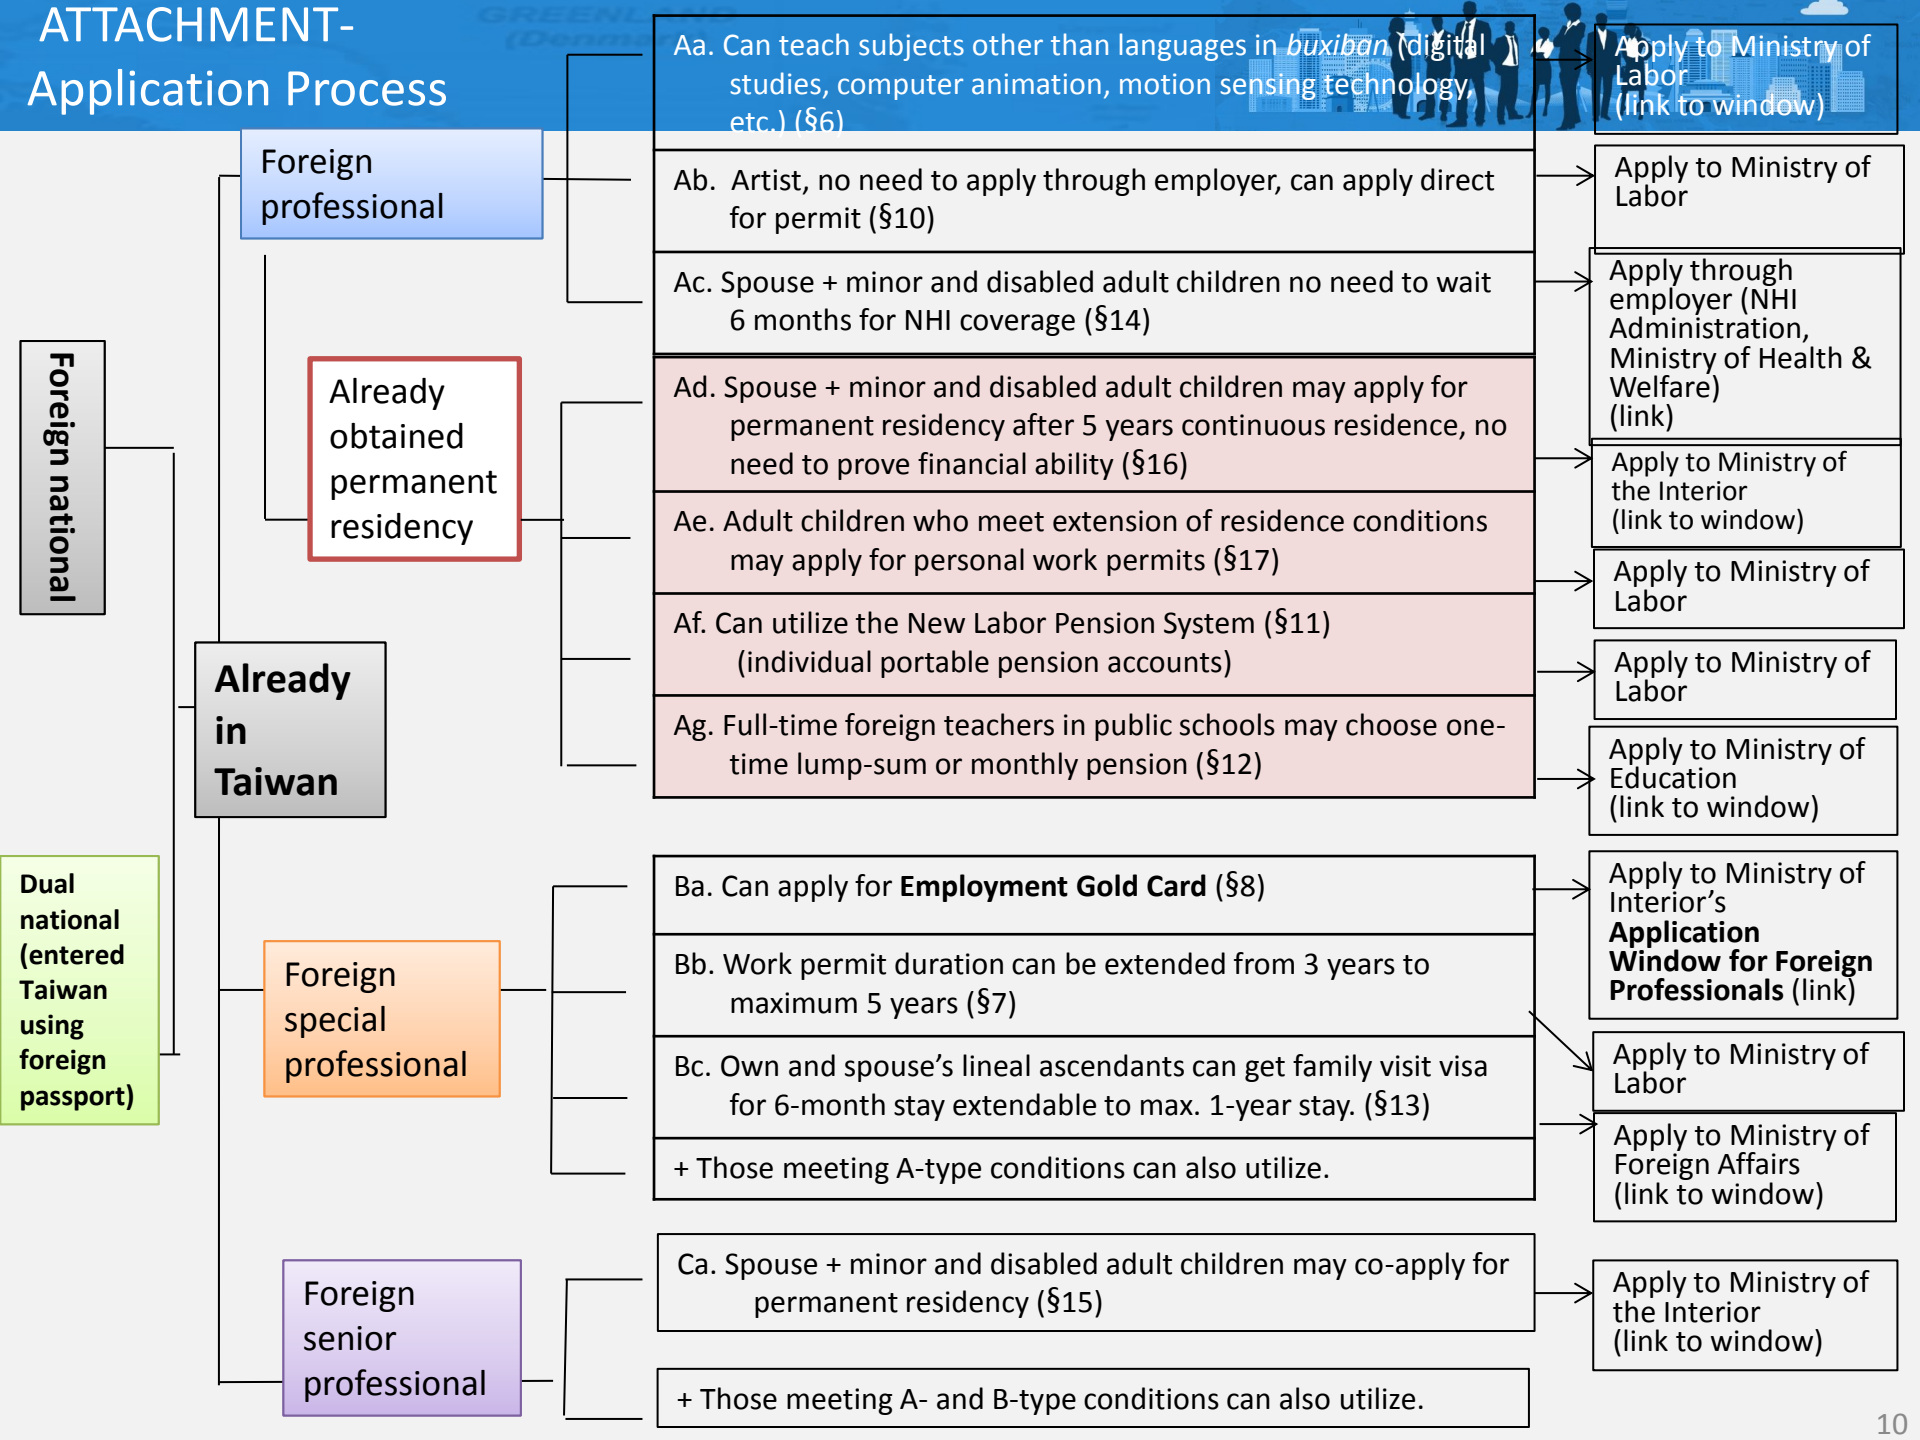 ATTACHMENT-
Application Process
GREENLAND
(Denmark)
Foreign national
Dual
national
(entered
Taiwan
using
foreign
passport)
Already
in
Taiwan
Foreign
professional
Already
obtained
permanent
residency
Foreign
special
professional
Foreign
senior
professional
Aa. Can teach subjects other than languages in buxiban (digital
studies, computer animation, motion sensing technology,
etc.) (§6)
Apply to Ministry of
Labor
(link to window)
Ab. Artist, no need to apply through employer, can apply direct
for permit (§10)
Apply to Ministry of
Labor
Ac. Spouse + minor and disabled adult children no need to wait
6 months for NHI coverage (§14)
Apply through
employer (NHI
Administration,
Ministry of Health &
Welfare)
(link)
Ad. Spouse + minor and disabled adult children may apply for
permanent residency after 5 years continuous residence, no
need to prove financial ability (§16)
Apply to Ministry of
the Interior
(link to window)
Ae. Adult children who meet extension of residence conditions
may apply for personal work permits (§17)
Apply to Ministry of
Labor
Af. Can utilize the New Labor Pension System (§11)
(individual portable pension accounts)
Apply to Ministry of
Labor
Ag. Full-time foreign teachers in public schools may choose one-
time lump-sum or monthly pension (§12)
Apply to Ministry of
Education
(link to window)
Ba. Can apply for Employment Gold Card (§8)
Apply to Ministry of
Interior’s
Application
Window for Foreign
Professionals (link)
Bb. Work permit duration can be extended from 3 years to
maximum 5 years (§7)
Apply to Ministry of
Labor
Bc. Own and spouse’s lineal ascendants can get family visit visa
for 6-month stay extendable to max. 1-year stay. (§13)
Apply to Ministry of
Foreign Affairs
(link to window)
+ Those meeting A-type conditions can also utilize.
Ca. Spouse + minor and disabled adult children may co-apply for
permanent residency (§15)
Apply to Ministry of
the Interior
(link to window)
+ Those meeting A- and B-type conditions can also utilize.
10